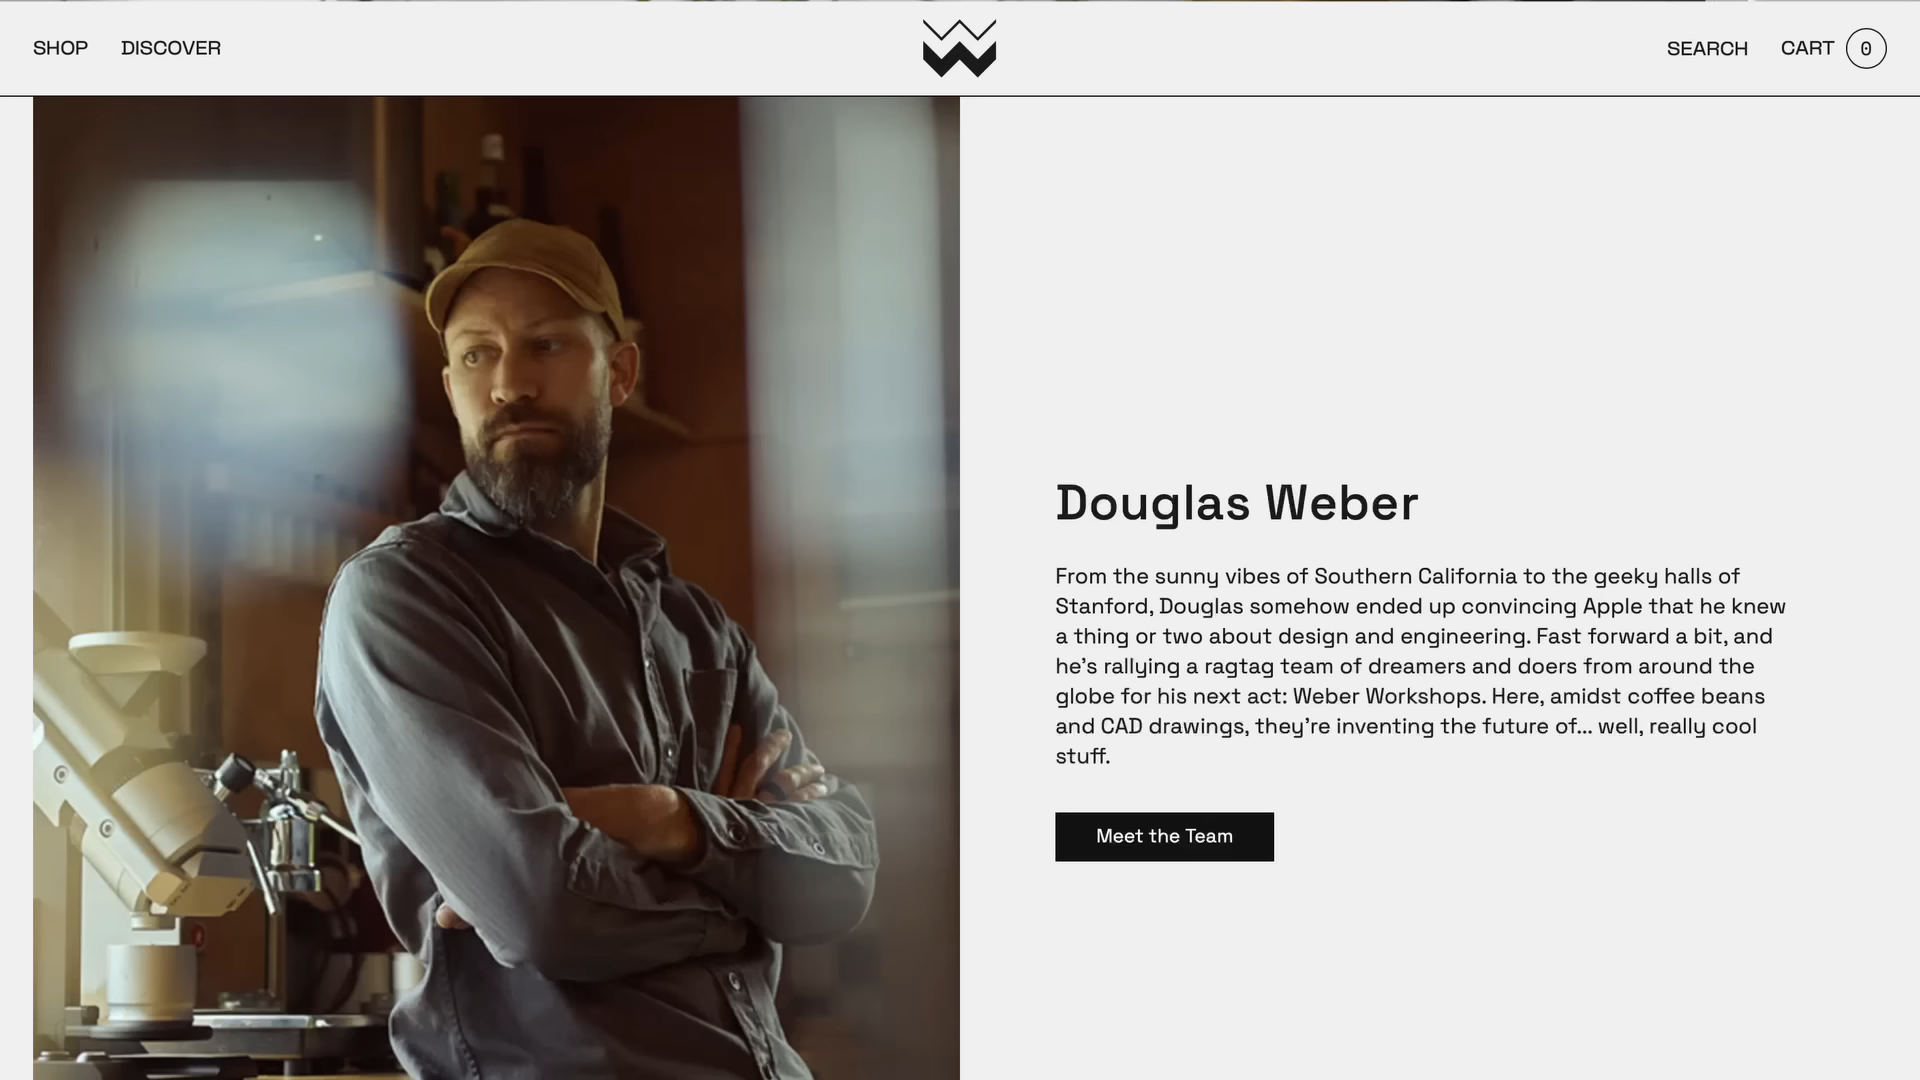 SHOP DISCOVER SEARCH CART 0
Douglas Weber
From the sunny vibes of Southern California to the geeky halls of
Stanford, Douglas somehow ended up convincing Apple that he knew
a thing or two about design and engineering. Fast forward a bit, and
he’s rallying a ragtag team of dreamers and doers from around the
globe for his next act: Weber Workshops. Here, amidst coffee beans
and CAD drawings, they’re inventing the future of... well, really cool
stuff.
Meet the Team